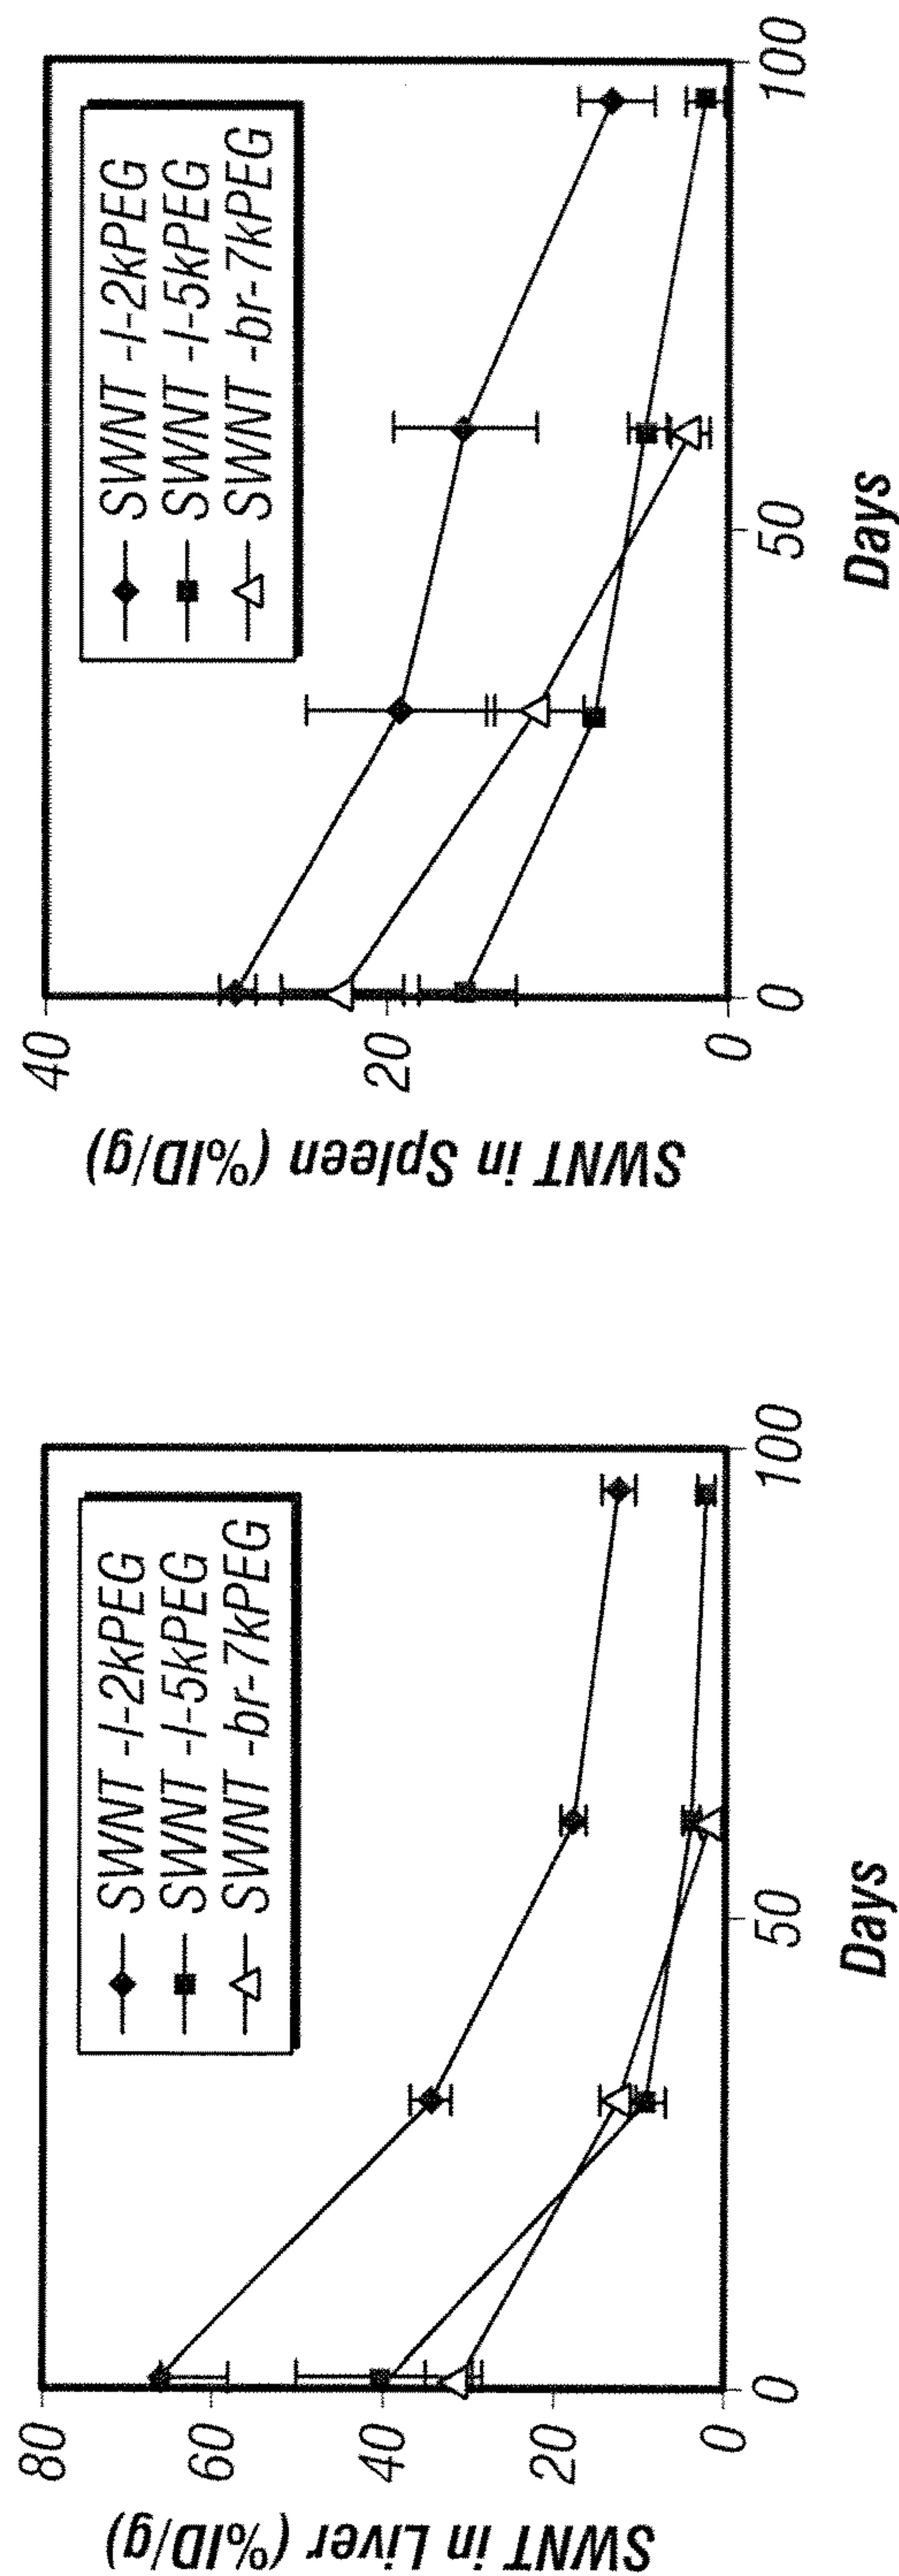 SWNT in Liver (%ID/g)
80
60
40
20
0
SWNT -l-2kPEG
SWNT -l-5kPEG
SWNT -br-7kPEG
0
50
100
Days
SWNT in Spleen (%ID/g)
40
20
0
SWNT -l-2kPEG
SWNT -l-5kPEG
SWNT -br-7kPEG
0
50
100
Days